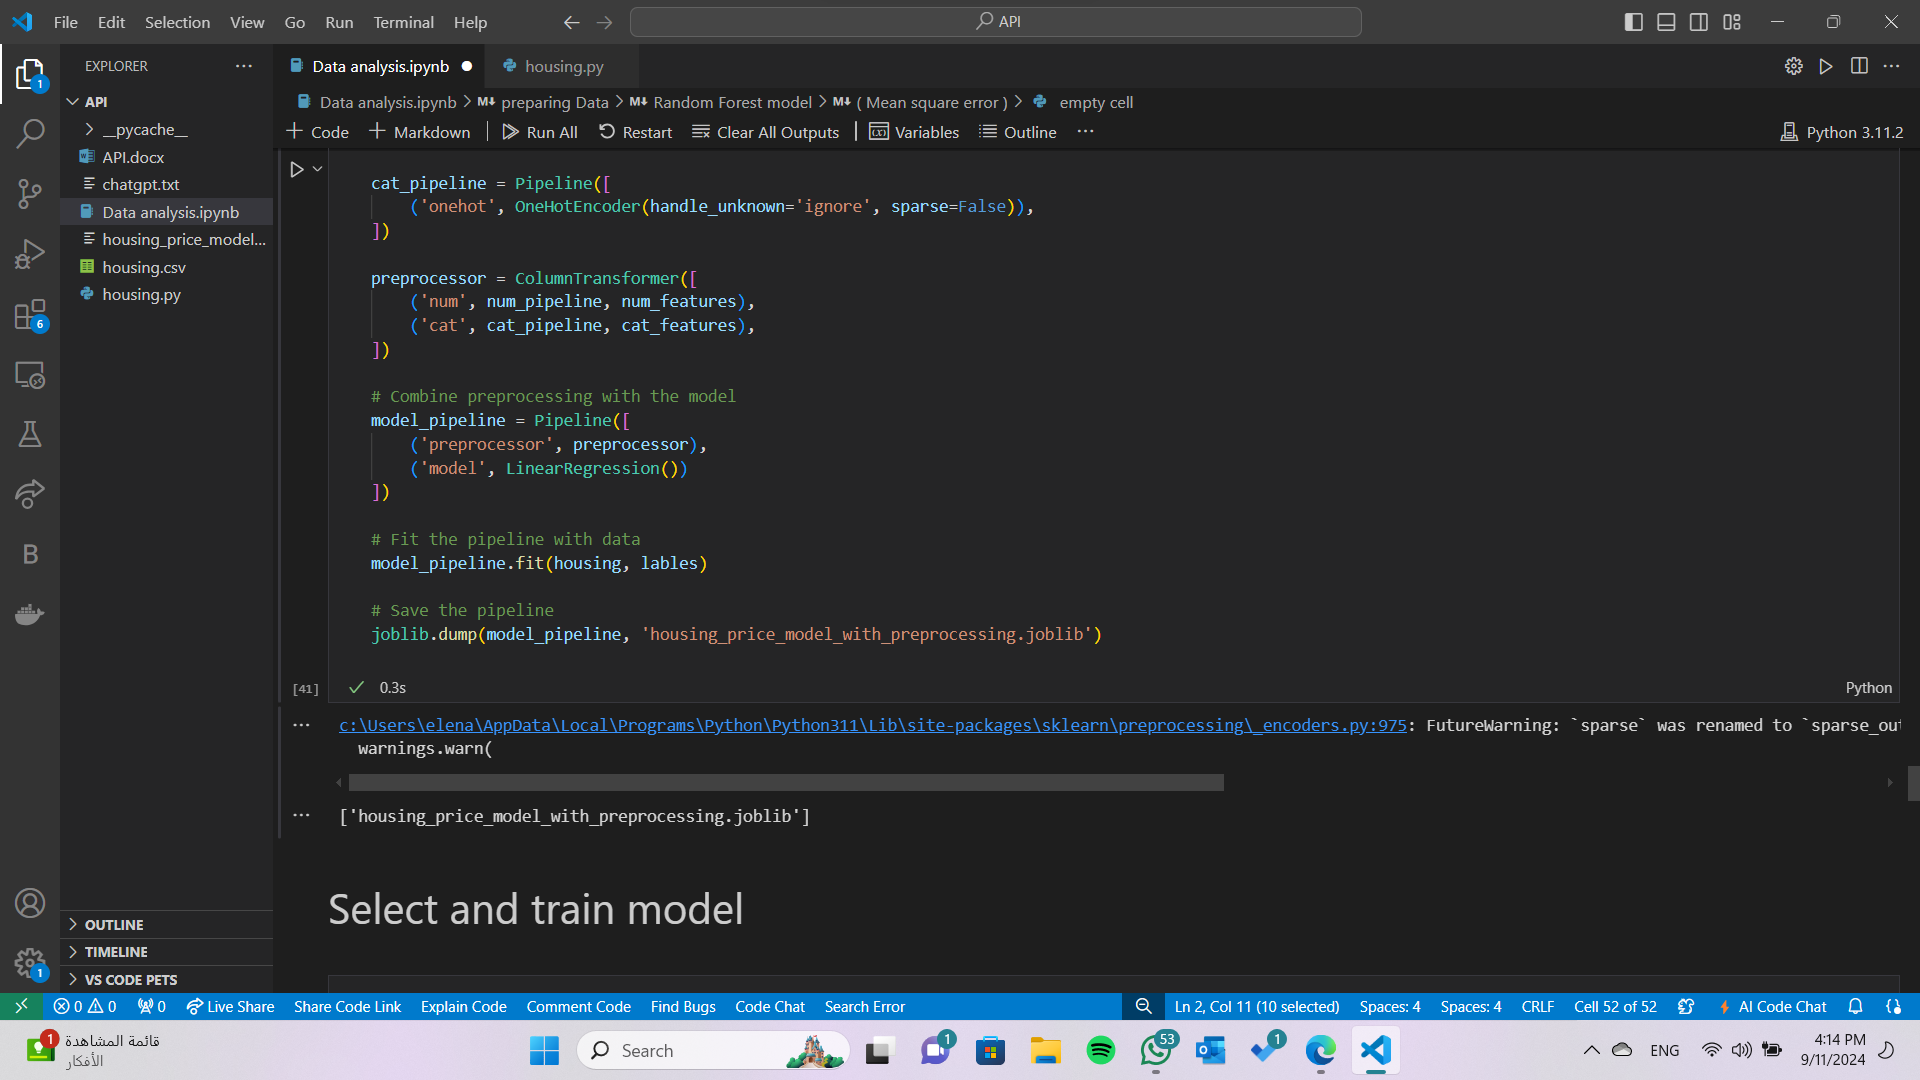 File Edit Selection View Go Run Terminal Help
API
EXPLORER
API
__pycache__
API.docx
chatgpt.txt
Data analysis.ipynb
housing_price_model...
housing.csv
housing.py
OUTLINE
TIMELINE
VS CODE PETS
1
6
B
1
Data analysis.ipynb
housing.py
Data analysis.ipynb > M↓ preparing Data > M↓ Random Forest model > M↓ ( Mean square error ) > empty cell
+ Code + Markdown | Run All Restart Clear All Outputs | Variables Outline ...
Python 3.11.2
cat_pipeline = Pipeline([
('onehot', OneHotEncoder(handle_unknown='ignore', sparse=False)),
])
preprocessor = ColumnTransformer([
('num', num_pipeline, num_features),
('cat', cat_pipeline, cat_features),
])
# Combine preprocessing with the model
model_pipeline = Pipeline([
('preprocessor', preprocessor),
('model', LinearRegression())
])
# Fit the pipeline with data
model_pipeline.fit(housing, lables)
# Save the pipeline
joblib.dump(model_pipeline, 'housing_price_model_with_preprocessing.joblib')
[41]
0.3s
Python
c:\Users\elena\AppData\Local\Programs\Python\Python311\Lib\site-packages\sklearn\preprocessing\_encoders.py:975: FutureWarning: `sparse` was renamed to `sparse_ou
warnings.warn(
['housing_price_model_with_preprocessing.joblib']
Select and train model
0 0 0 Live Share Share Code Link Explain Code Comment Code Find Bugs Code Chat Search Error
Ln 2, Col 11 (10 selected) Spaces: 4 Spaces: 4 CRLF Cell 52 of 52 AI Code Chat
1
قائمة المشاهدة
الأفكار
Search
1
53
1
ENG
4:14 PM
9/11/2024